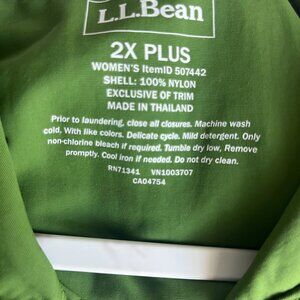 L.L.Bean
2X PLUS
WOMEN'S ItemID 507442
SHELL: 100% NYLON
EXCLUSIVE OF TRIM
MADE IN THAILAND
Prior to laundering, close all closures. Machine wash
cold. With like colors. Delicate cycle. Mild detergent. Only
non-chlorine bleach if required. Tumble dry low, Remove
promptly. Cool iron if needed. Do not dry clean.
RN71341 VN1003707
CA04754